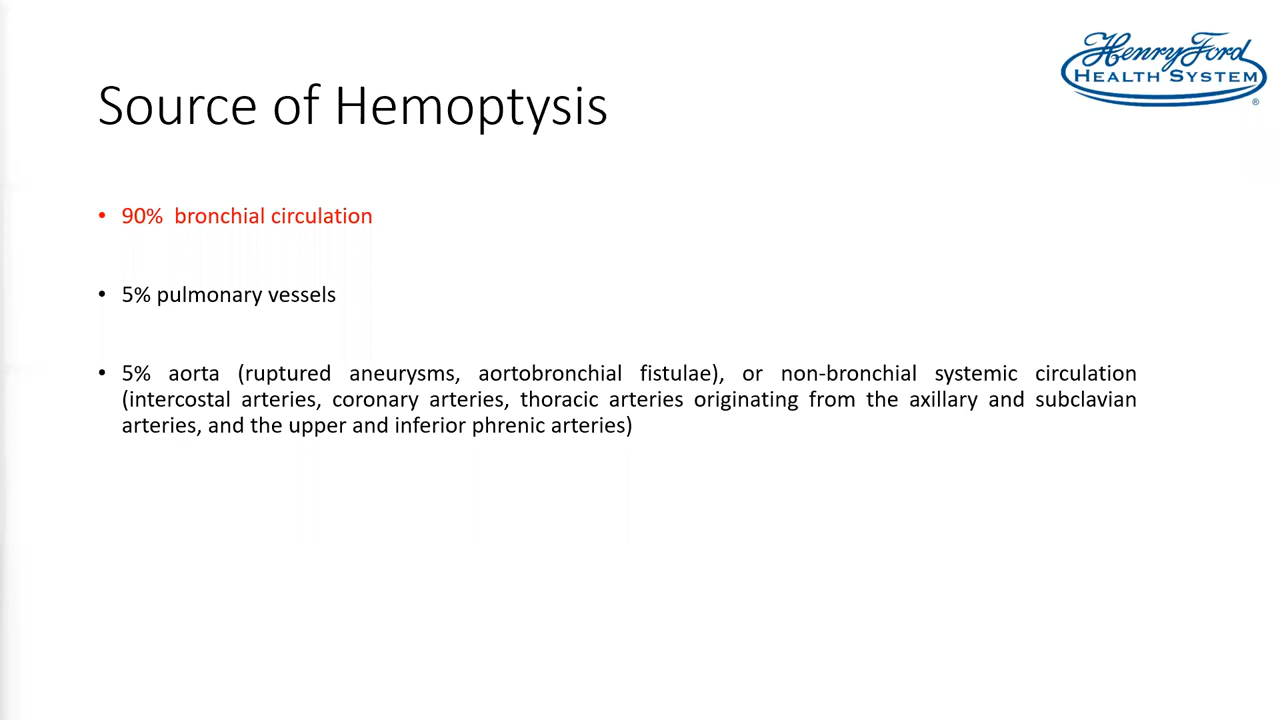 Henry Ford
HEALTH SYSTEM
®
Source of Hemoptysis
• 90% bronchial circulation
• 5% pulmonary vessels
• 5% aorta (ruptured aneurysms, aortobronchial fistulae), or non-bronchial systemic circulation
(intercostal arteries, coronary arteries, thoracic arteries originating from the axillary and subclavian
arteries, and the upper and inferior phrenic arteries)